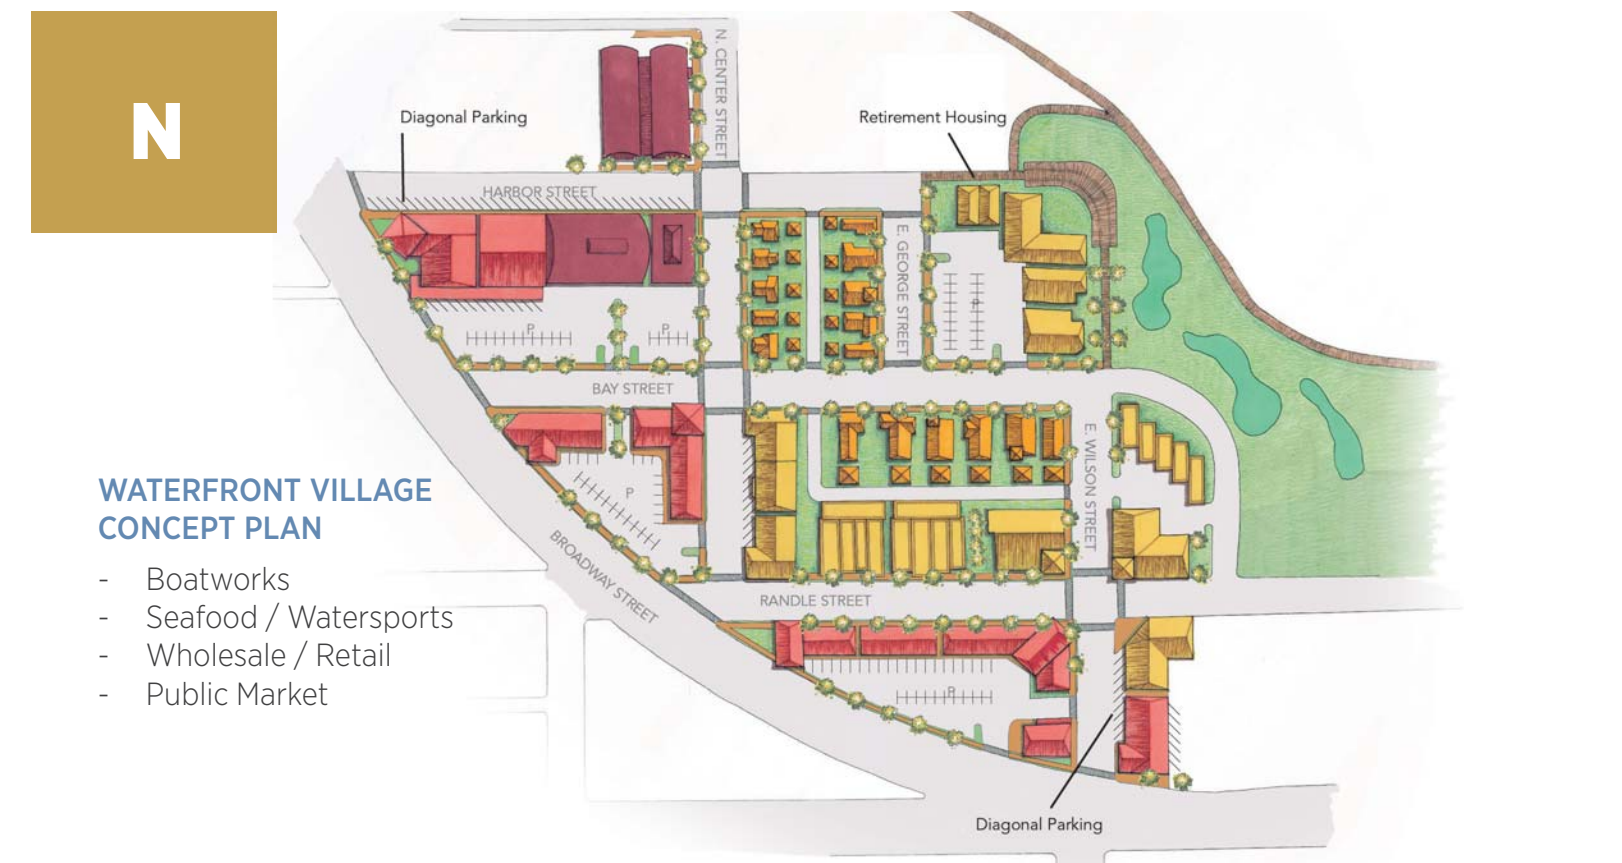 N
N. CENTER STREET
Diagonal Parking
Retirement Housing
HARBOR STREET
E. GEORGE STREET
P
P
P
BAY STREET
WATERFRONT VILLAGE
CONCEPT PLAN
- Boatworks
- Seafood / Watersports
- Wholesale / Retail
- Public Market
P
E. WILSON STREET
BROADWAY STREET
RANDLE STREET
P
Diagonal Parking